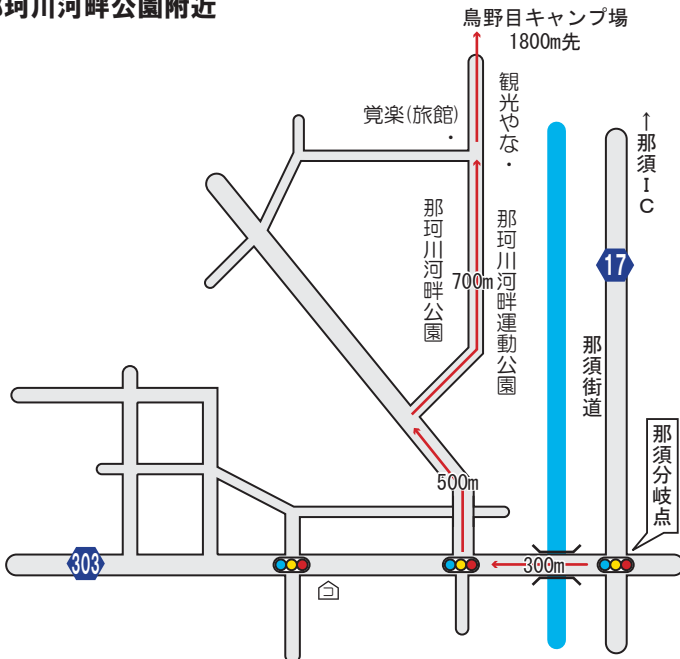 那珂川河畔公園附近
鳥野目キャンプ場
1800m先
覚楽(旅館)
観光やな
↑那須IC
那珂川河畔公園
700m
那珂川河畔運動公園
17
那須街道
那須分岐点
500m
303
300m
コ